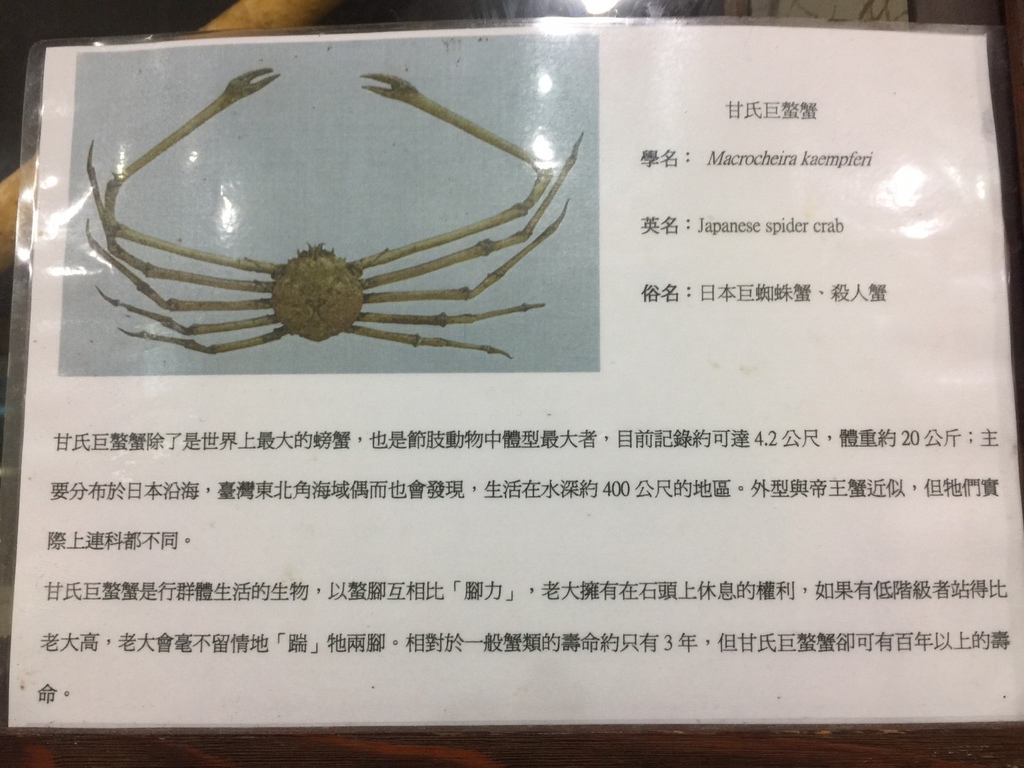 甘氏巨螯蟹
學名： Macrocheira kaempferi
英名：Japanese spider crab
俗名：日本巨蜘蛛蟹、殺人蟹
甘氏巨螯蟹除了是世界上最大的螃蟹，也是節肢動物中體型最大者，目前記錄約可達 4.2 公尺，體重約 20 公斤；主
要分布於日本沿海，臺灣東北角海域偶而也會發現，生活在水深約 400 公尺的地區。外型與帝王蟹近似，但牠們實
際上連科都不同。
甘氏巨螯蟹是行群體生活的生物，以螯腳互相比「腳力」，老大擁有在石頭上休息的權利，如果有低階級者站得比
老大高，老大會毫不留情地「踹」牠兩腳。相對於一般蟹類的壽命約只有 3 年，但甘氏巨螯蟹卻可有百年以上的壽
命。